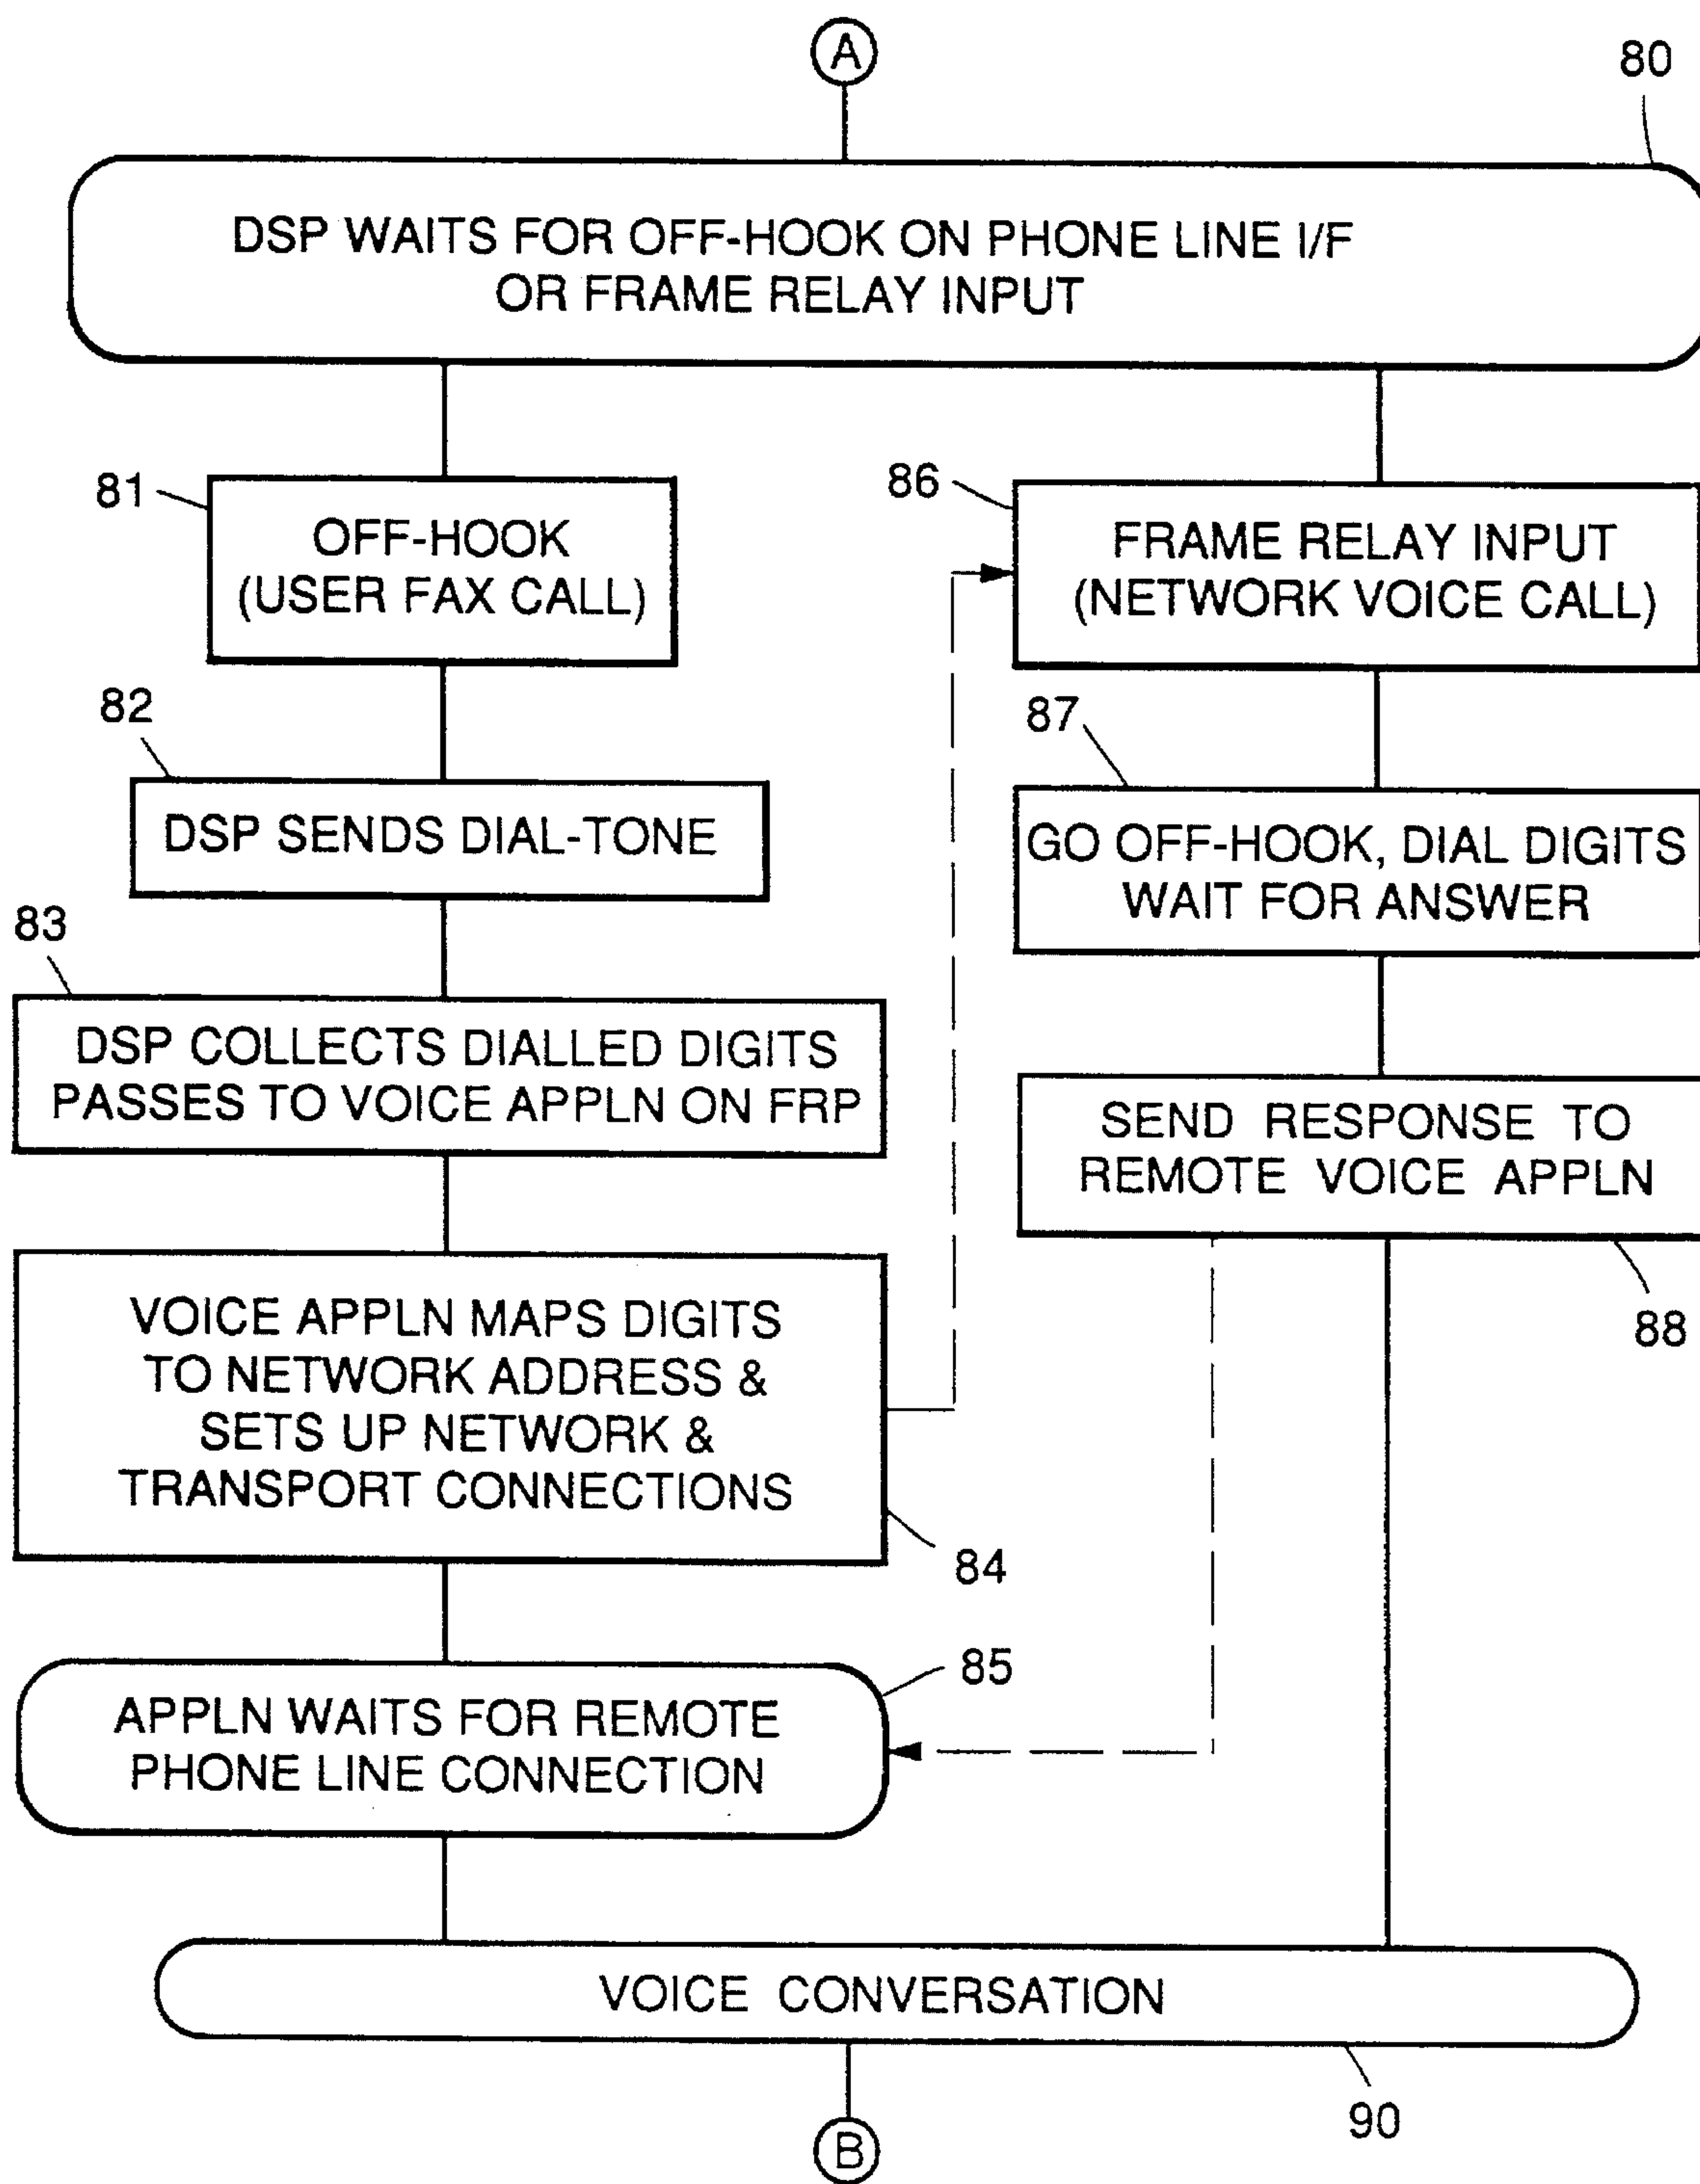 A
80
DSP WAITS FOR OFF-HOOK ON PHONE LINE I/F
OR FRAME RELAY INPUT
81
OFF-HOOK
(USER FAX CALL)
86
FRAME RELAY INPUT
(NETWORK VOICE CALL)
82
DSP SENDS DIAL-TONE
87
GO OFF-HOOK, DIAL DIGITS
WAIT FOR ANSWER
83
DSP COLLECTS DIALLED DIGITS
PASSES TO VOICE APPLN ON FRP
SEND RESPONSE TO
REMOTE VOICE APPLN
88
VOICE APPLN MAPS DIGITS
TO NETWORK ADDRESS &
SETS UP NETWORK &
TRANSPORT CONNECTIONS
84
85
APPLN WAITS FOR REMOTE
PHONE LINE CONNECTION
VOICE CONVERSATION
90
B